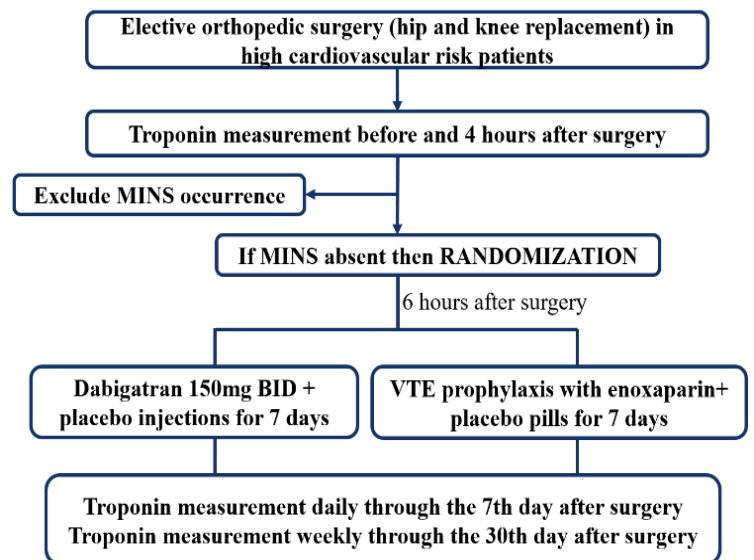 Elective orthopedic surgery (hip and knee replacement) in
high cardiovascular risk patients
Troponin measurement before and 4 hours after surgery
Exclude MINS occurrence
If MINS absent then RANDOMIZATION
6 hours after surgery
Dabigatran 150mg BID +
placebo injections for 7 days
VTE prophylaxis with enoxaparin+
placebo pills for 7 days
Troponin measurement daily through the 7th day after surgery
Troponin measurement weekly through the 30th day after surgery